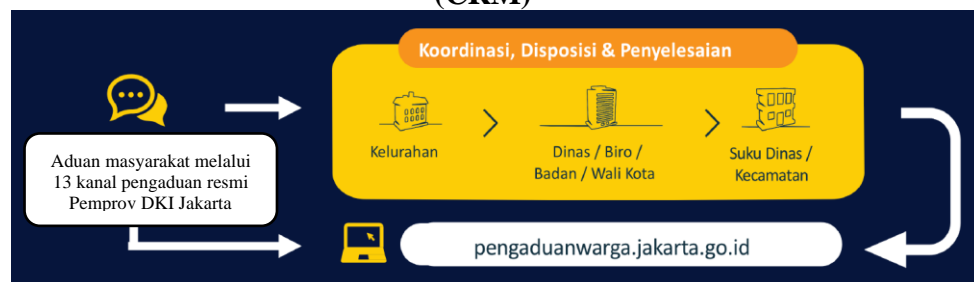 (CRM)
Koordinasi, Disposisi & Penyelesaian
Aduan masyarakat melalui
13 kanal pengaduan resmi
Pemprov DKI Jakarta
Kelurahan
Dinas / Biro /
Badan / Wali Kota
Suku Dinas /
Kecamatan
pengaduanwarga.jakarta.go.id